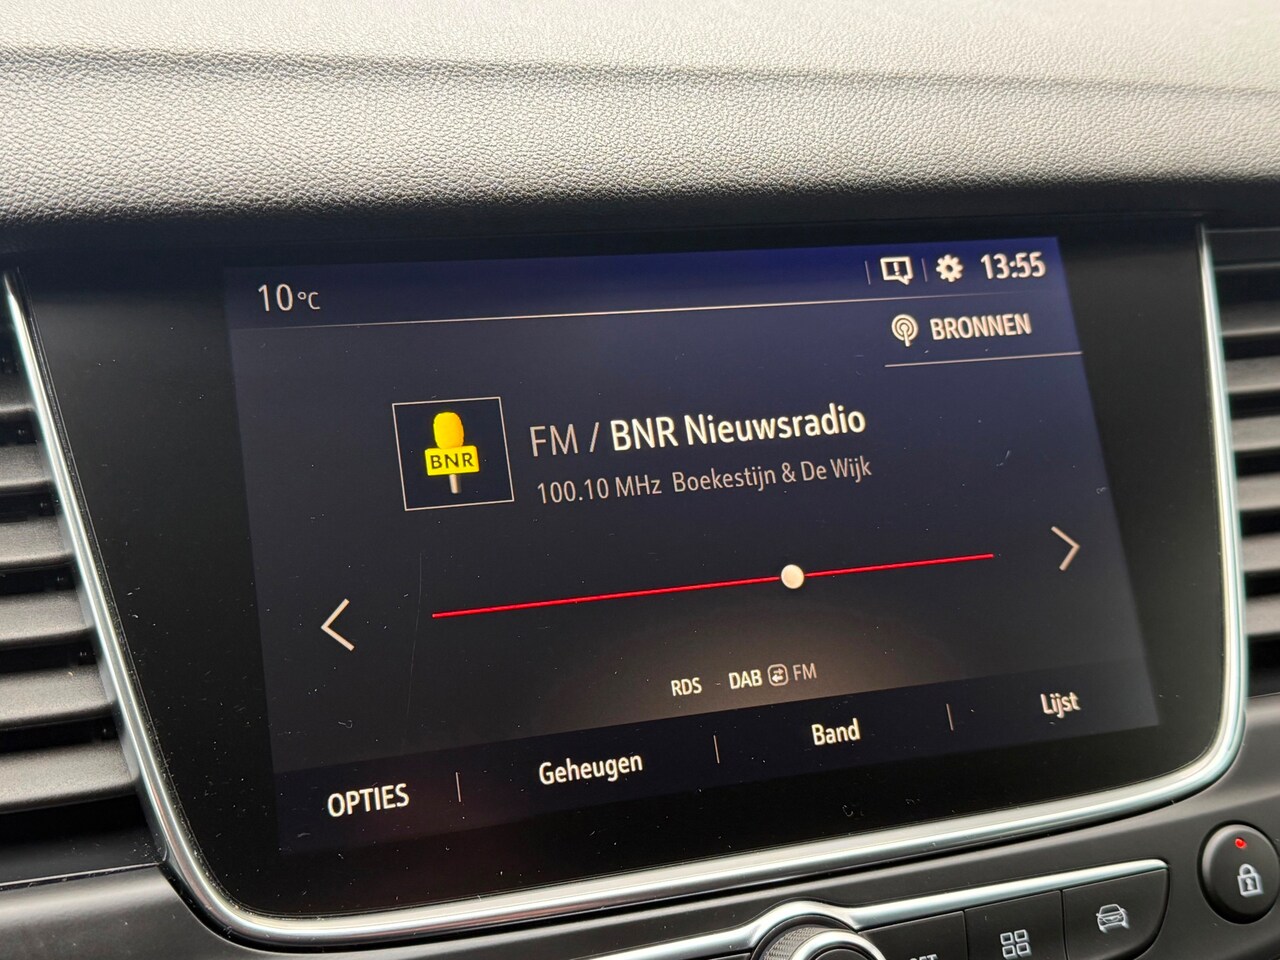 10°C
13:55
BRONNEN
BNR
FM / BNR Nieuwsradio
100.10 MHz Boekestijn & De Wijk
RDS DAB FM
OPTIES Geheugen Band Lijst